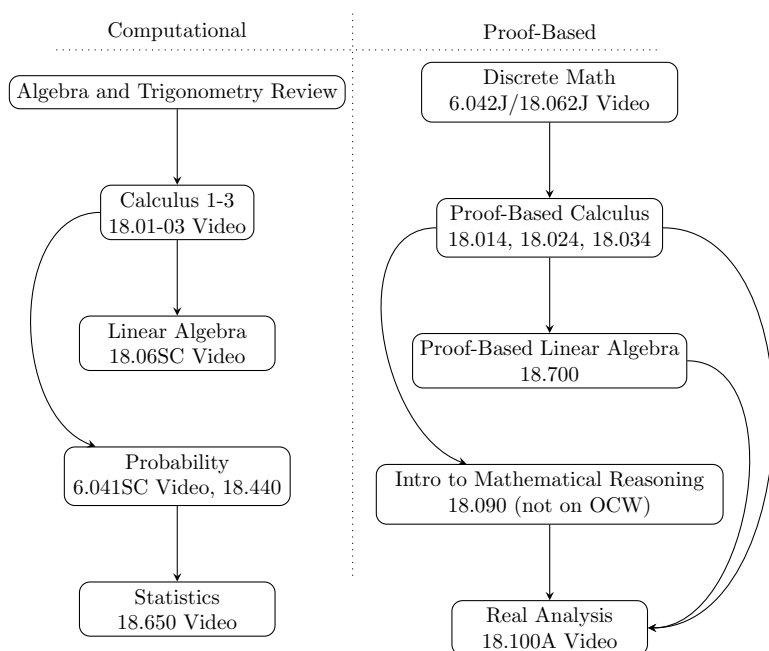 Computational
Proof-Based
Algebra and Trigonometry Review
Discrete Math
6.042J/18.062J Video
Calculus 1-3
18.01-03 Video
Proof-Based Calculus
18.014, 18.024, 18.034
Linear Algebra
18.06SC Video
Proof-Based Linear Algebra
18.700
Probability
6.041SC Video, 18.440
Intro to Mathematical Reasoning
18.090 (not on OCW)
Statistics
18.650 Video
Real Analysis
18.100A Video